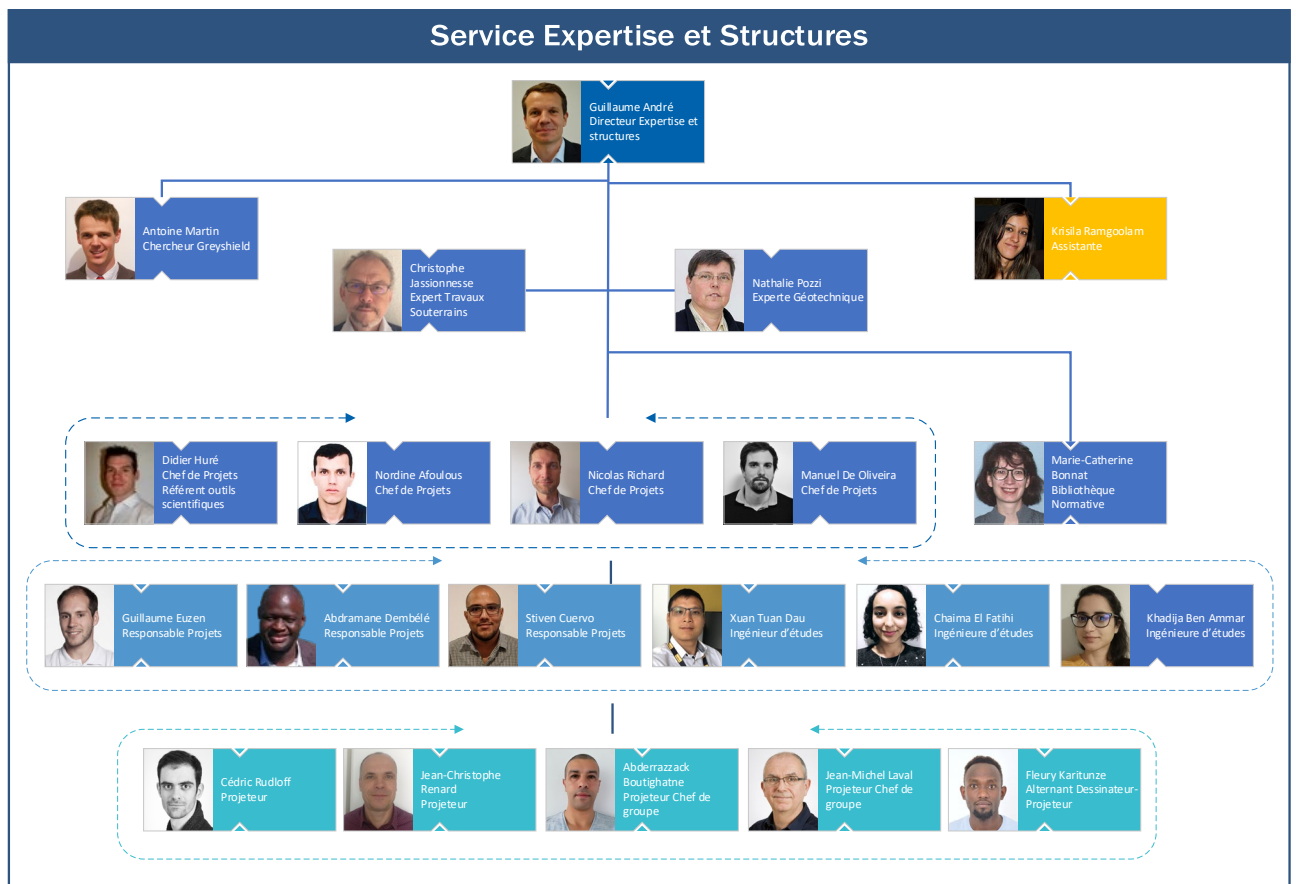 Service Expertise et Structures
Guillaume André
Directeur Expertise et
structures
Antoine Martin
Chercheur Greyshield
Krisila Ramgoolam
Assistante
Christophe
Jassionnesse
Expert Travaux
Souterrains
Nathalie Pozzi
Experte Géotechnique
Didier Huré
Chef de Projets
Référent outils
scientifiques
Nordine Afoulous
Chef de Projets
Nicolas Richard
Chef de Projets
Manuel De Oliveira
Chef de Projets
Marie-Catherine
Bonnat
Bibliothèque
Normative
Guillaume Euzen
Responsable Projets
Abdramane Dembélé
Responsable Projets
Stiven Cuervo
Responsable Projets
Xuan Tuan Dau
Ingénieur d'études
Chaima El Fatihi
Ingénieure d'études
Khadija Ben Ammar
Ingénieure d'études
Cédric Rudloff
Projeteur
Jean-Christophe
Renard
Projeteur
Abderrazzack
Boutighatne
Projeteur Chef de
groupe
Jean-Michel Laval
Projeteur Chef de
groupe
Fleury Karitunze
Alternant Dessinateur-
Projeteur